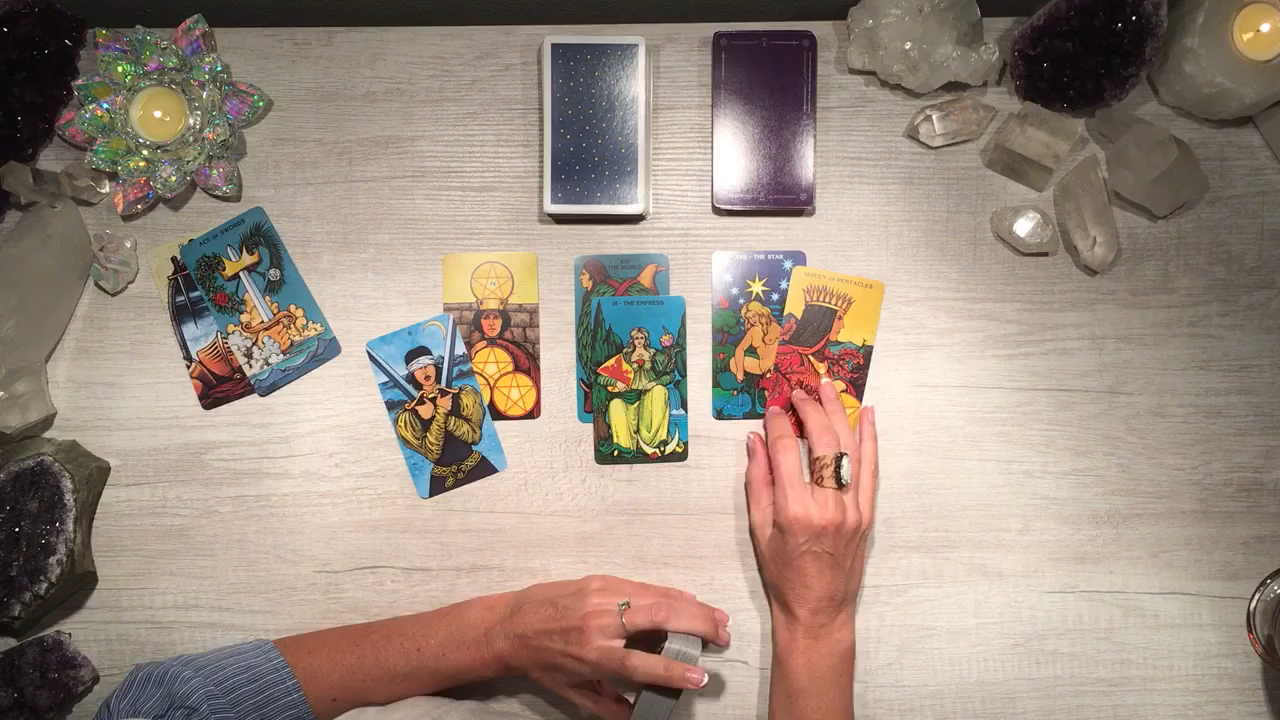 ACE OF SWORDS
II
IV
XXI
THE WORLD
III - THE EMPRESS
XVII - THE STAR
QUEEN OF PENTACLES